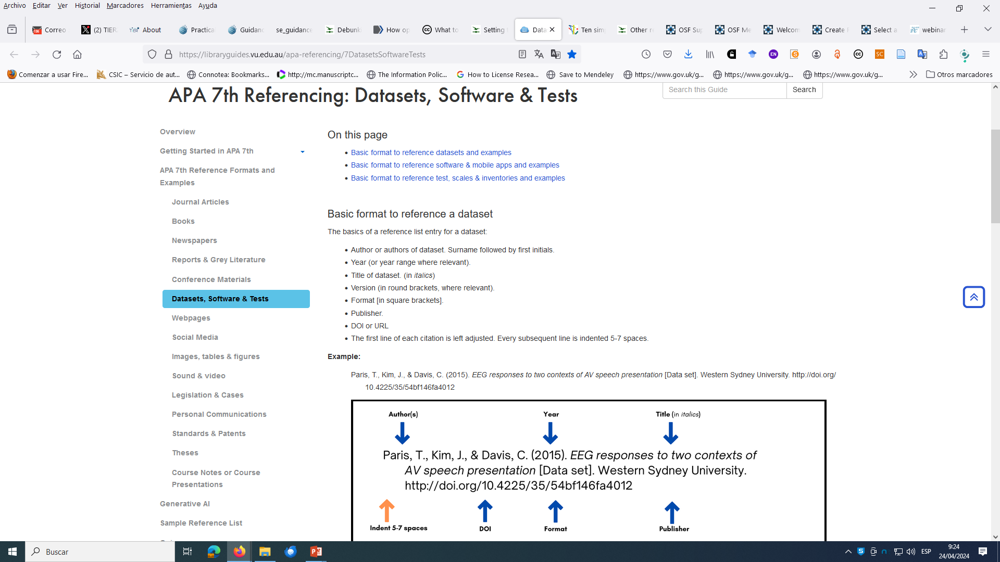 Archivo Editar Ver Historial Marcadores Herramientas Ayuda
Correo (2) TIER About Practica Guidanc se_guidance Debunk How op What to Setting Data Ten sim Other re OSF Sup OSF Me Welcom Create Select a webinar
https://libraryguides.vu.edu.au/apa-referencing/7DatasetsSoftwareTests
Comenzar a usar Fire... CSIC – Servicio de aut... Connotea: Bookmarks... http://mc.manuscriptc... The Information Polic... How to License Resea... Save to Mendeley https://www.gov.uk/g... https://www.gov.uk/g... https://www.gov.uk/g... Otros marcadores
APA 7th Referencing: Datasets, Software & Tests
Search this Guide Search
Overview
Getting Started in APA 7th
APA 7th Reference Formats and
Examples
Journal Articles
Books
Newspapers
Reports & Grey Literature
Conference Materials
Datasets, Software & Tests
Webpages
Social Media
Images, tables & figures
Sound & video
Legislation & Cases
Personal Communications
Standards & Patents
Theses
Course Notes or Course
Presentations
Generative AI
Sample Reference List
On this page
Basic format to reference datasets and examples
Basic format to reference software & mobile apps and examples
Basic format to reference test, scales & inventories and examples
Basic format to reference a dataset
The basics of a reference list entry for a dataset:
Author or authors of dataset. Surname followed by first initials.
Year (or year range where relevant).
Title of dataset. (in italics)
Version (in round brackets, where relevant).
Format [in square brackets].
Publisher.
DOI or URL
The first line of each citation is left adjusted. Every subsequent line is indented 5-7 spaces.
Example:
Paris, T., Kim, J., & Davis, C. (2015). EEG responses to two contexts of AV speech presentation [Data set]. Western Sydney University. http://doi.org/
10.4225/35/54bf146fa4012
Author(s) Year Title (in italics)
Paris, T., Kim, J., & Davis, C. (2015). EEG responses to two contexts of
AV speech presentation [Data set]. Western Sydney University.
http://doi.org/10.4225/35/54bf146fa4012
Indent 5-7 spaces DOI Format Publisher
Buscar
ESP
9:24
24/04/2024